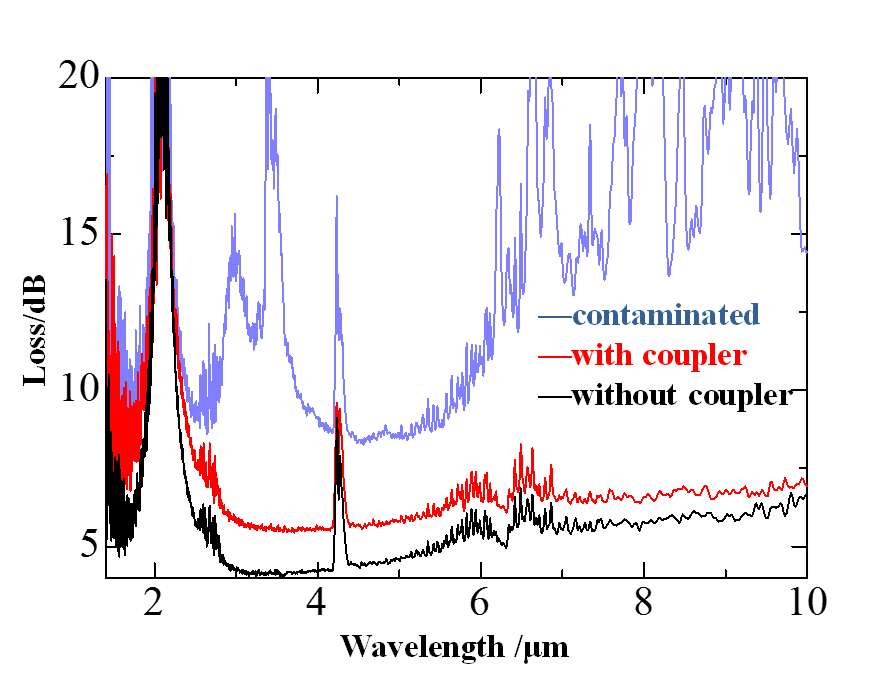 20
15
10
5
Loss/dB
contaminated
with coupler
without coupler
2 4 6 8 10
Wavelength /μm